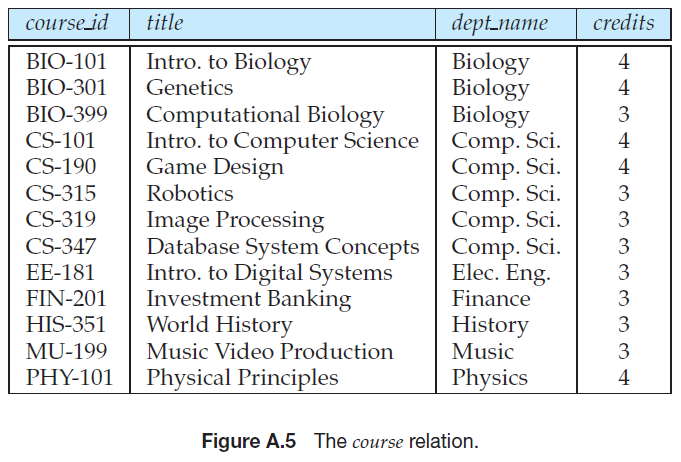 course_id title dept_name credits
BIO-101 Intro. to Biology Biology 4
BIO-301 Genetics Biology 4
BIO-399 Computational Biology Biology 3
CS-101 Intro. to Computer Science Comp. Sci. 4
CS-190 Game Design Comp. Sci. 4
CS-315 Robotics Comp. Sci. 3
CS-319 Image Processing Comp. Sci. 3
CS-347 Database System Concepts Comp. Sci. 3
EE-181 Intro. to Digital Systems Elec. Eng. 3
FIN-201 Investment Banking Finance 3
HIS-351 World History History 3
MU-199 Music Video Production Music 3
PHY-101 Physical Principles Physics 4
Figure A.5 The course relation.